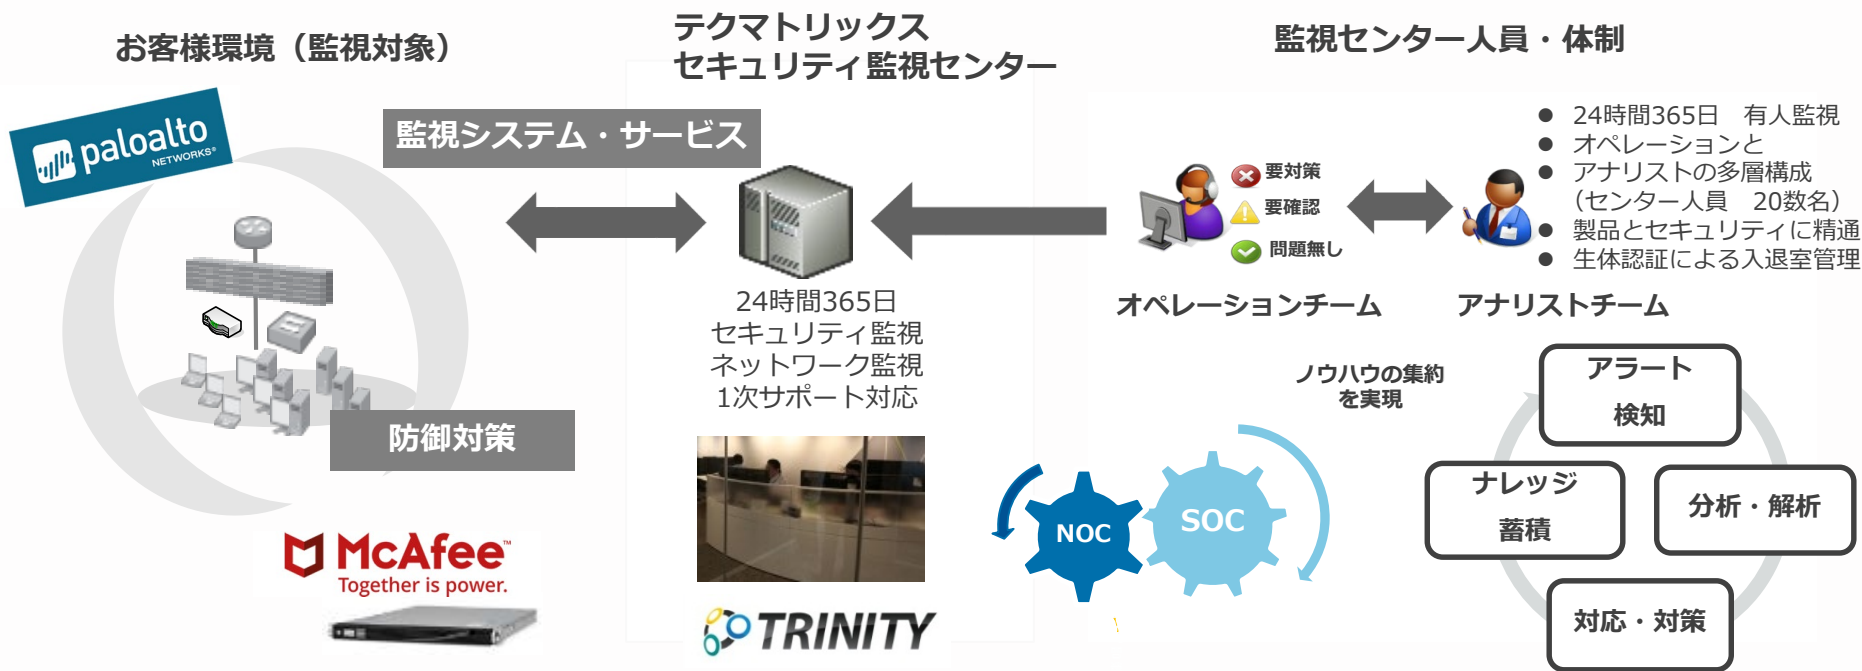 お客様環境（監視対象）
paloalto
NETWORKS®
防御対策
McAfee™
Together is power.
監視システム・サービス
テクマトリックス
セキュリティ監視センター
24時間365日
セキュリティ監視
ネットワーク監視
1次サポート対応
TRINITY
監視センター人員・体制
要対策
要確認
問題無し
オペレーションチーム
アナリストチーム
● 24時間365日　有人監視
● オペレーションと
● アナリストの多層構成
（センター人員　20数名）
● 製品とセキュリティに精通
● 生体認証による入退室管理
ノウハウの集約
を実現
NOC
SOC
アラート
検知
分析・解析
対応・対策
ナレッジ
蓄積